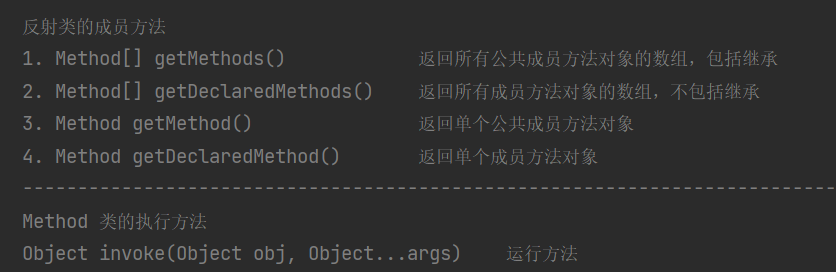 反射类的成员方法
1. Method[] getMethods() 返回所有公共成员方法对象的数组，包括继承
2. Method[] getDeclaredMethods() 返回所有成员方法对象的数组，不包括继承
3. Method getMethod() 返回单个公共成员方法对象
4. Method getDeclaredMethod() 返回单个成员方法对象
--------------------------------------------------------------------------
Method 类的执行方法
Object invoke(Object obj, Object...args) 运行方法